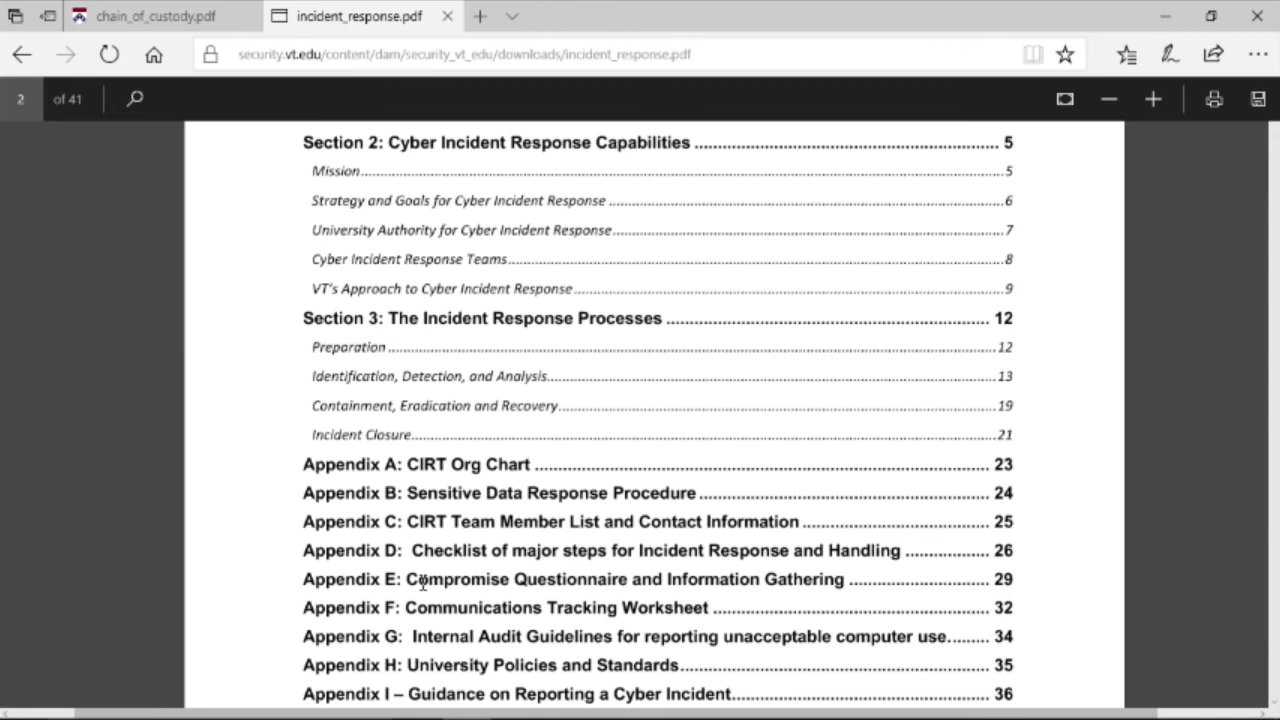 chain_of_custody.pdf
incident_response.pdf
security.vt.edu/content/dam/security_vt_edu/downloads/incident_response.pdf
2 of 41
Section 2: Cyber Incident Response Capabilities ........................................................ 5
Mission ........................................................ 5
Strategy and Goals for Cyber Incident Response ........................................................ 6
University Authority for Cyber Incident Response ........................................................ 7
Cyber Incident Response Teams ........................................................ 8
VT's Approach to Cyber Incident Response ........................................................ 9
Section 3: The Incident Response Processes ........................................................ 12
Preparation ........................................................ 12
Identification, Detection, and Analysis ........................................................ 13
Containment, Eradication and Recovery ........................................................ 19
Incident Closure ........................................................ 21
Appendix A: CIRT Org Chart ........................................................ 23
Appendix B: Sensitive Data Response Procedure ........................................................ 24
Appendix C: CIRT Team Member List and Contact Information ................................ 25
Appendix D:  Checklist of major steps for Incident Response and Handling ................ 26
Appendix E: Compromise Questionnaire and Information Gathering ........................ 29
Appendix F: Communications Tracking Worksheet ................................................ 32
Appendix G:  Internal Audit Guidelines for reporting unacceptable computer use........ 34
Appendix H: University Policies and Standards ................................................ 35
Appendix I – Guidance on Reporting a Cyber Incident ........................................ 36